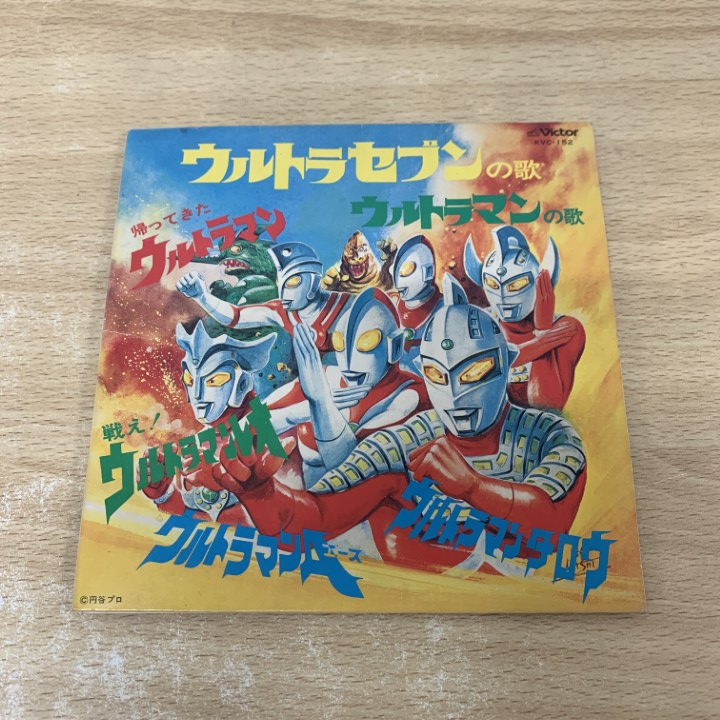 Victor
KVC-152
ウルトラセブンの歌
帰ってきた
ウルトラマン
ウルトラマンの歌
戦え!
ウルトラマンレオ
ウルトラマンA
エース
ウルトラマンタロウ
©円谷プロ